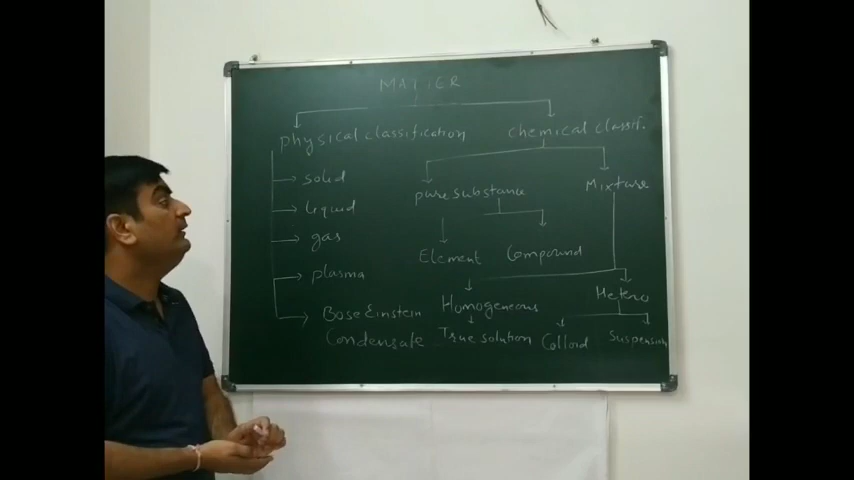 MATTER
physical classification
chemical classif.
solid
liquid
gas
plasma
Bose Einstein
Condensate
pure substance
Mixture
Element
Compound
Homogeneous
Hetero
True solution
Colloid
Suspension